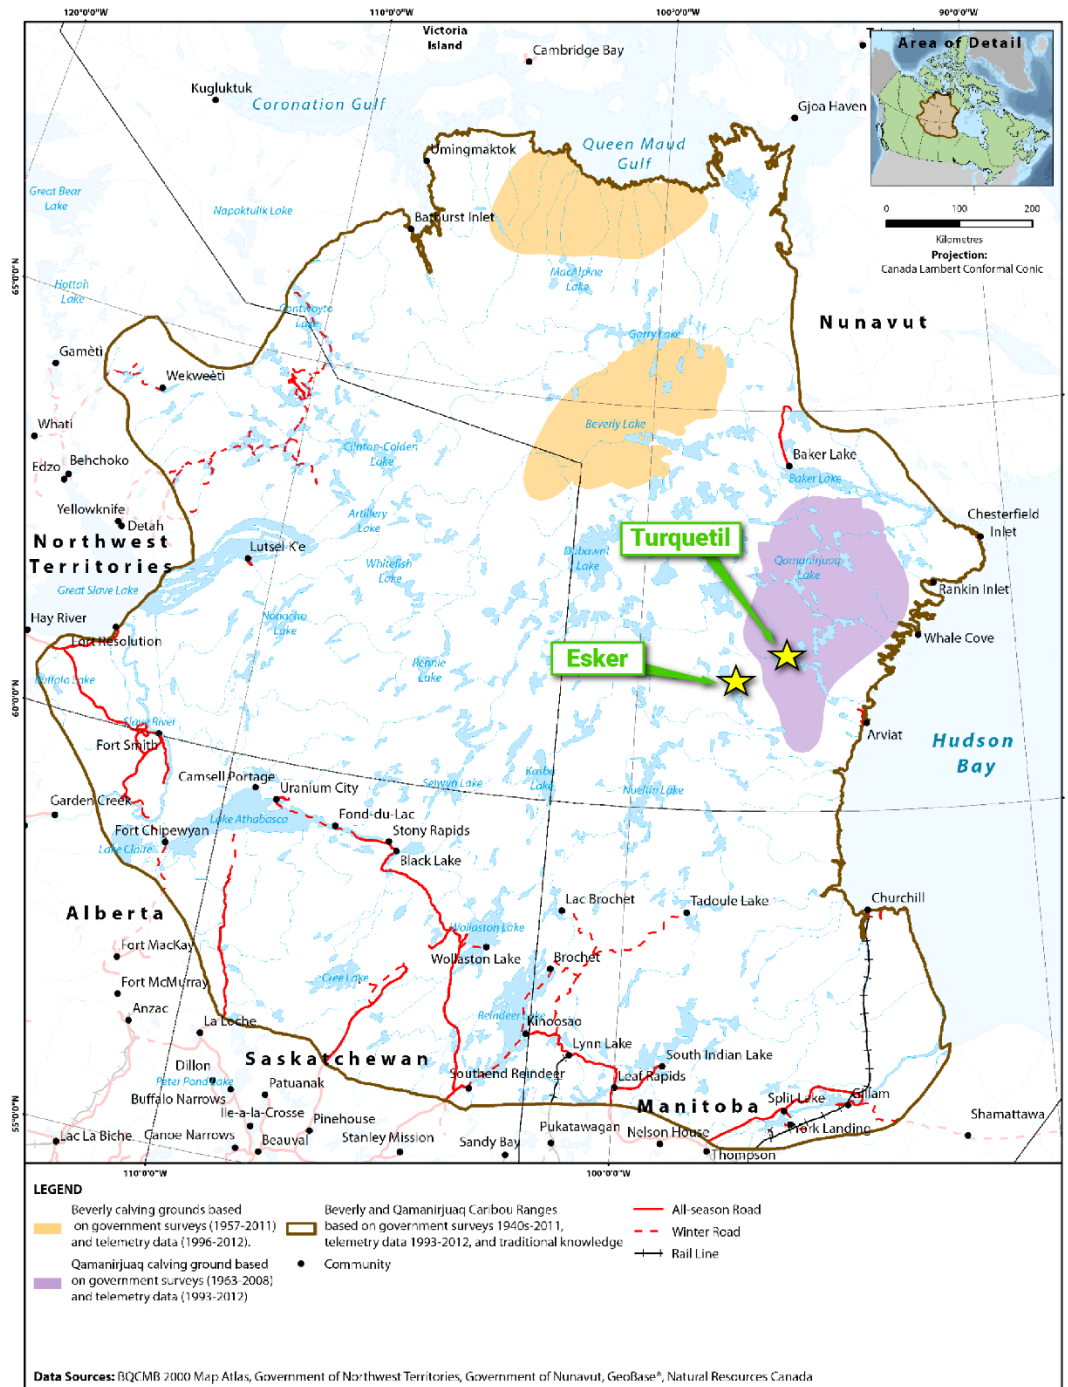 120°0'0"W
110°0'0"W
100°0'0"W
90°0'0"W
Victoria
Island
Cambridge Bay
Area of Detail
Kugluktuk
Coronation Gulf
Gjoa Haven
Queen Maud
Gulf
Umingmaktok
Great Bear
Lake
Napaktulik Lake
Bathurst Inlet
0
100
200
Kilometres
Projection:
Canada Lambert Conformal Conic
65°0'0"N
Hottah
Lake
MacAlpine
Lake
Contwoyto
Lake
Garry Lake
Nunavut
Gamètì
Wekweètì
Whati
Beverly Lake
Clinton-Colden
Lake
Baker Lake
Baker Lake
Edzo
Behchoko
Yellowknife
Detah
Artillery
Lake
Chesterfield
Inlet
Northwest
Territories
Lutsel K'e
Whitefish
Lake
Dubawnt
Lake
Turquetil
Qamanirjuaq
Lake
Great Slave Lake
Rankin Inlet
Hay River
Nonacho
Lake
Fort Resolution
Whale Cove
Esker
Rennie
Lake
Buffalo Lake
60°0'0"N
Slave River
Arviat
Fort Smith
Hudson
Bay
Camsell Portage
Selwyn Lake
Kasba
Lake
Nueltin Lake
Uranium City
Garden Creek
Lake Athabasca
Fond-du-Lac
Fort Chipewyan
Stony Rapids
Lake Claire
Black Lake
Alberta
Lac Brochet
Tadoule Lake
Churchill
Wollaston Lake
Fort MacKay
Wollaston Lake
Brochet
Fort McMurray
Cree Lake
Anzac
Reindeer Lake
La Loche
Kinoosao
Lynn Lake
Saskatchewan
South Indian Lake
Dillon
Peter Pond Lake
Patuanak
Southend Reindeer
Leaf Rapids
Buffalo Narrows
Manitoba
Split Lake
Gillam
55°0'0"N
Ile-a-la-Crosse
Pinehouse
Pukatawagan
York Landing
Shamattawa
Lac La Biche
Canoe Narrows
Beauval
Stanley Mission
Sandy Bay
Nelson House
Thompson
110°0'0"W
100°0'0"W
LEGEND
Beverly calving grounds based
on government surveys (1957-2011)
and telemetry data (1996-2012).
Qamanirjuaq calving ground based
on government surveys (1963-2008)
and telemetry data (1993-2012)
Beverly and Qamanirjuaq Caribou Ranges
based on government surveys 1940s-2011,
telemetry data 1993-2012, and traditional knowledge
Community
All-season Road
Winter Road
Rail Line
Data Sources: BQCMB 2000 Map Atlas, Government of Northwest Territories, Government of Nunavut, GeoBase®, Natural Resources Canada